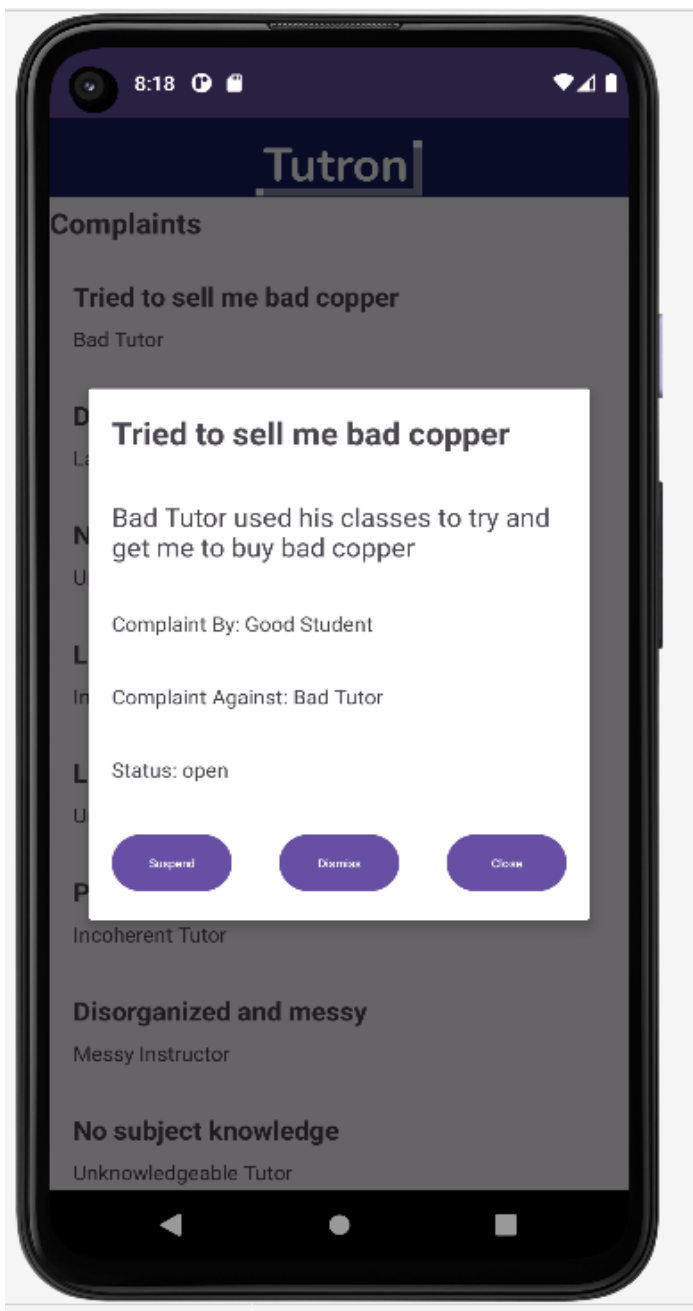 8:18
Tutron
Complaints
Tried to sell me bad copper
Bad Tutor
D
La
N
U
L
In
L
U
P
Tried to sell me bad copper
Bad Tutor used his classes to try and
get me to buy bad copper
Complaint By: Good Student
Complaint Against: Bad Tutor
Status: open
Suspend
Dismiss
Close
Incoherent Tutor
Disorganized and messy
Messy Instructor
No subject knowledge
Unknowledgeable Tutor